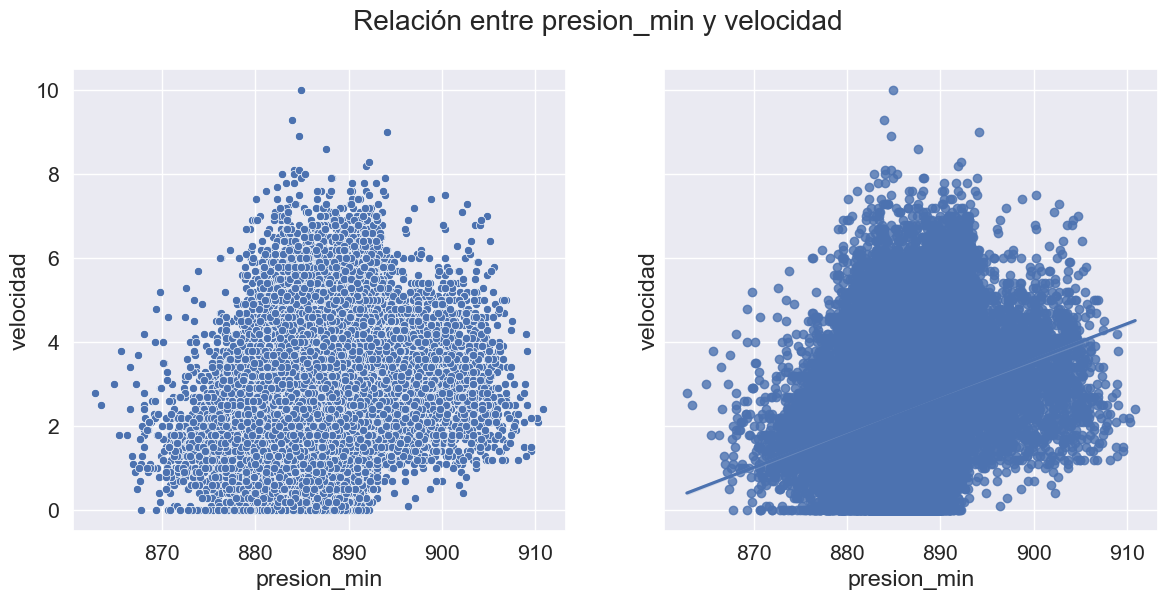 Relación entre presion_min y velocidad
velocidad
10
8
6
4
2
0
870 880 890 900 910
presion_min
velocidad
870 880 890 900 910
presion_min